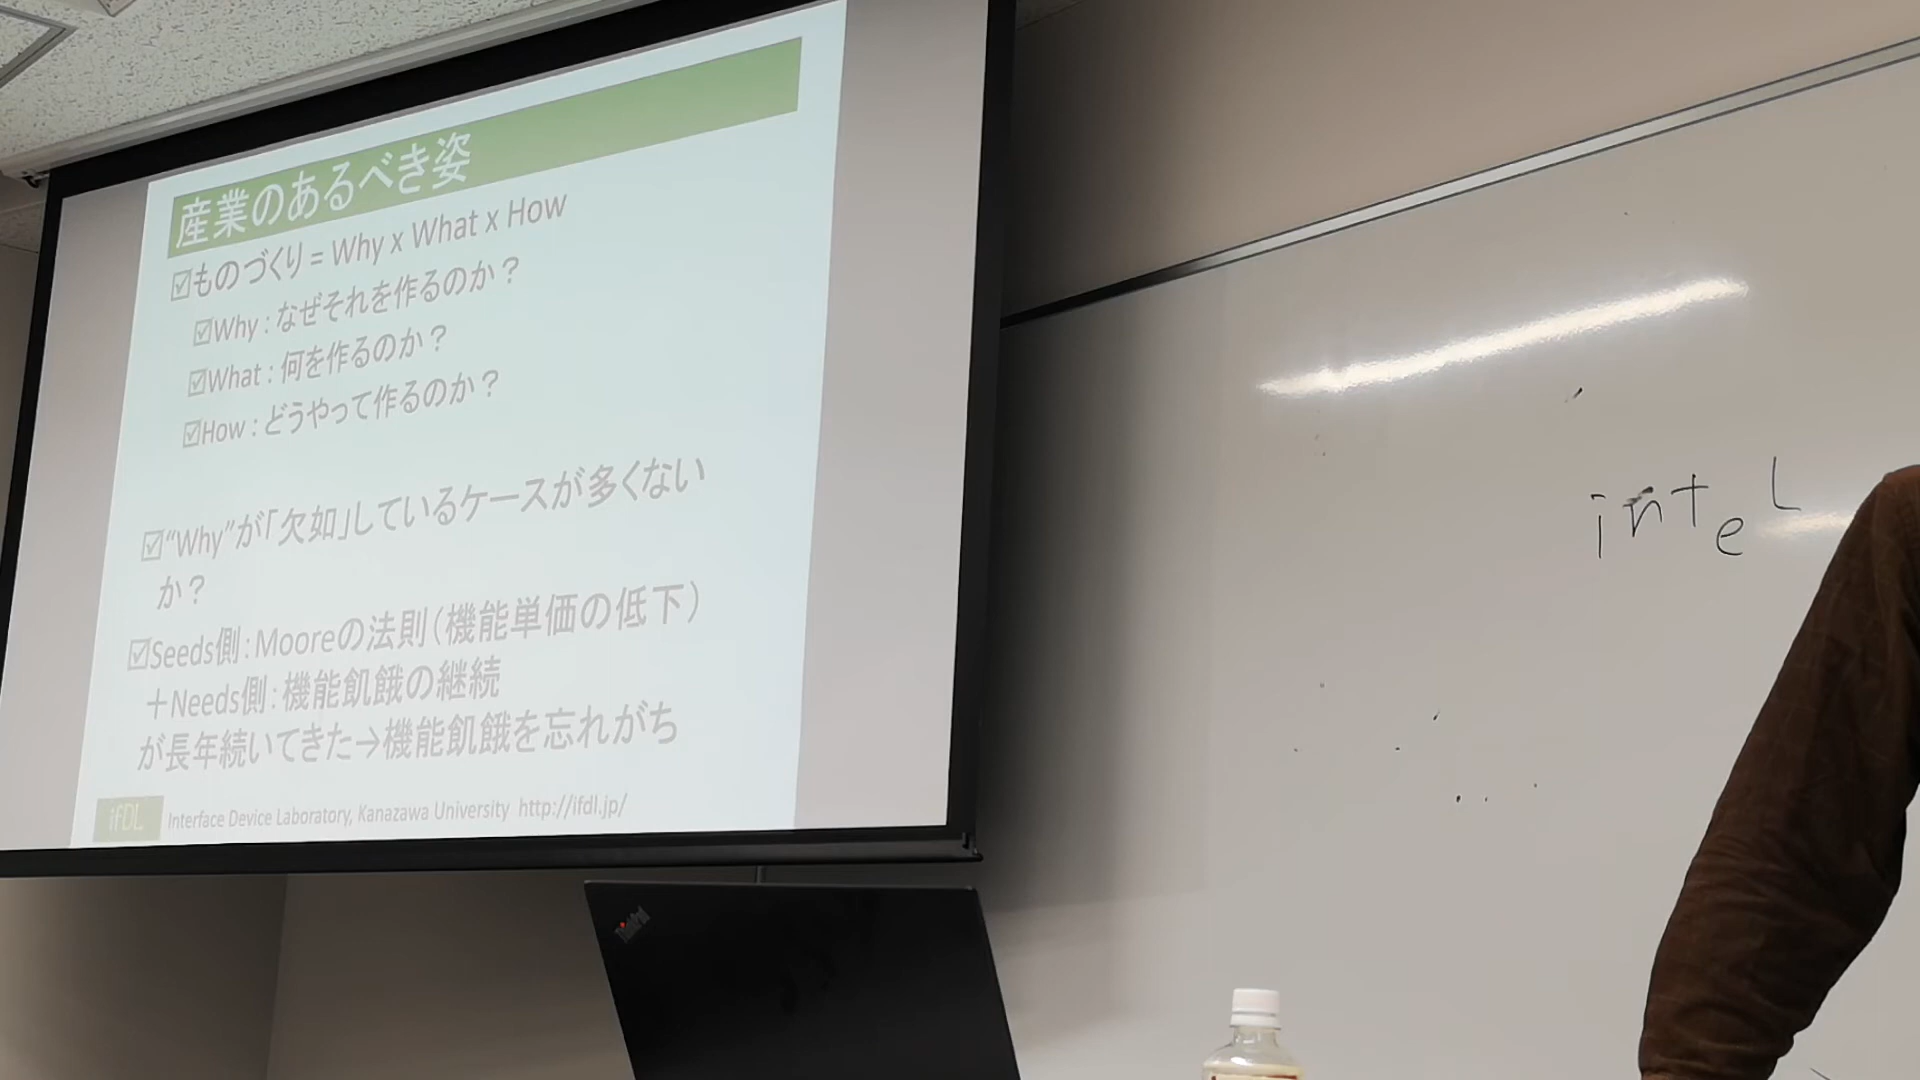 産業のあるべき姿
☑ものづくり = Why x What x How
☑Why : なぜそれを作るのか？
☑What : 何を作るのか？
☑How : どうやって作るのか？
☑“Why”が「欠如」しているケースが多くない
か？
☑Seeds側：Mooreの法則（機能単価の低下）
＋Needs側：機能飢餓の継続
が長年続いてきた→機能飢餓を忘れがち
ifDL
Interface Device Laboratory, Kanazawa University http://ifdl.jp/
intel
ThinkPad